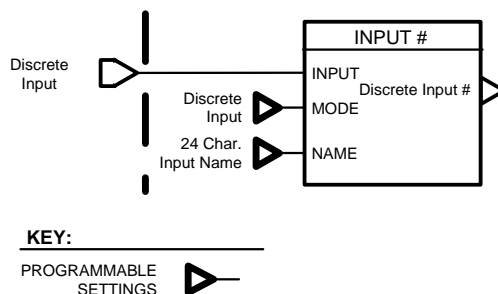 INPUT #
Discrete
Input
INPUT
Discrete Input #
Discrete
Input
MODE
24 Char.
Input Name
NAME
KEY:
PROGRAMMABLE
SETTINGS